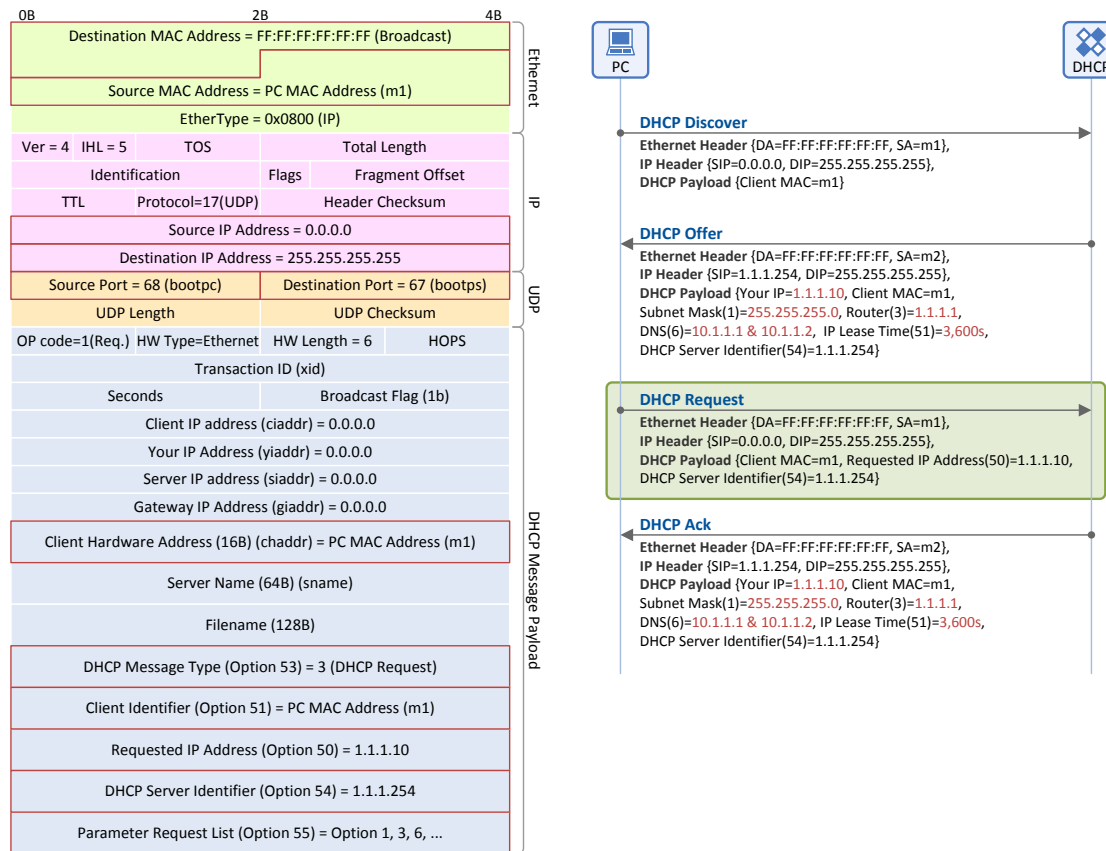 0B 2B 4B
Destination MAC Address = FF:FF:FF:FF:FF:FF (Broadcast)
Source MAC Address = PC MAC Address (m1)
EtherType = 0x0800 (IP)
Ethernet
Ver = 4 IHL = 5 TOS Total Length
Identification Flags Fragment Offset
TTL Protocol=17(UDP) Header Checksum
Source IP Address = 0.0.0.0
Destination IP Address = 255.255.255.255
IP
Source Port = 68 (bootpc) Destination Port = 67 (bootps)
UDP Length UDP Checksum
UDP
OP code=1(Req.) HW Type=Ethernet HW Length = 6 HOPS
Transaction ID (xid)
Seconds Broadcast Flag (1b)
Client IP address (ciaddr) = 0.0.0.0
Your IP Address (yiaddr) = 0.0.0.0
Server IP address (siaddr) = 0.0.0.0
Gateway IP Address (giaddr) = 0.0.0.0
Client Hardware Address (16B) (chaddr) = PC MAC Address (m1)
Server Name (64B) (sname)
Filename (128B)
DHCP Message Type (Option 53) = 3 (DHCP Request)
Client Identifier (Option 51) = PC MAC Address (m1)
Requested IP Address (Option 50) = 1.1.1.10
DHCP Server Identifier (Option 54) = 1.1.1.254
Parameter Request List (Option 55) = Option 1, 3, 6, ...
DHCP Message Payload
PC
DHCP
DHCP Discover
Ethernet Header {DA=FF:FF:FF:FF:FF:FF, SA=m1},
IP Header {SIP=0.0.0.0, DIP=255.255.255.255},
DHCP Payload {Client MAC=m1}
DHCP Offer
Ethernet Header {DA=FF:FF:FF:FF:FF:FF, SA=m2},
IP Header {SIP=1.1.1.254, DIP=255.255.255.255},
DHCP Payload {Your IP=1.1.1.10, Client MAC=m1,
Subnet Mask(1)=255.255.255.0, Router(3)=1.1.1.1,
DNS(6)=10.1.1.1 & 10.1.1.2, IP Lease Time(51)=3,600s,
DHCP Server Identifier(54)=1.1.1.254}
DHCP Request
Ethernet Header {DA=FF:FF:FF:FF:FF:FF, SA=m1},
IP Header {SIP=0.0.0.0, DIP=255.255.255.255},
DHCP Payload {Client MAC=m1, Requested IP Address(50)=1.1.1.10,
DHCP Server Identifier(54)=1.1.1.254}
DHCP Ack
Ethernet Header {DA=FF:FF:FF:FF:FF:FF, SA=m2},
IP Header {SIP=1.1.1.254, DIP=255.255.255.255},
DHCP Payload {Your IP=1.1.1.10, Client MAC=m1,
Subnet Mask(1)=255.255.255.0, Router(3)=1.1.1.1,
DNS(6)=10.1.1.1 & 10.1.1.2, IP Lease Time(51)=3,600s,
DHCP Server Identifier(54)=1.1.1.254}